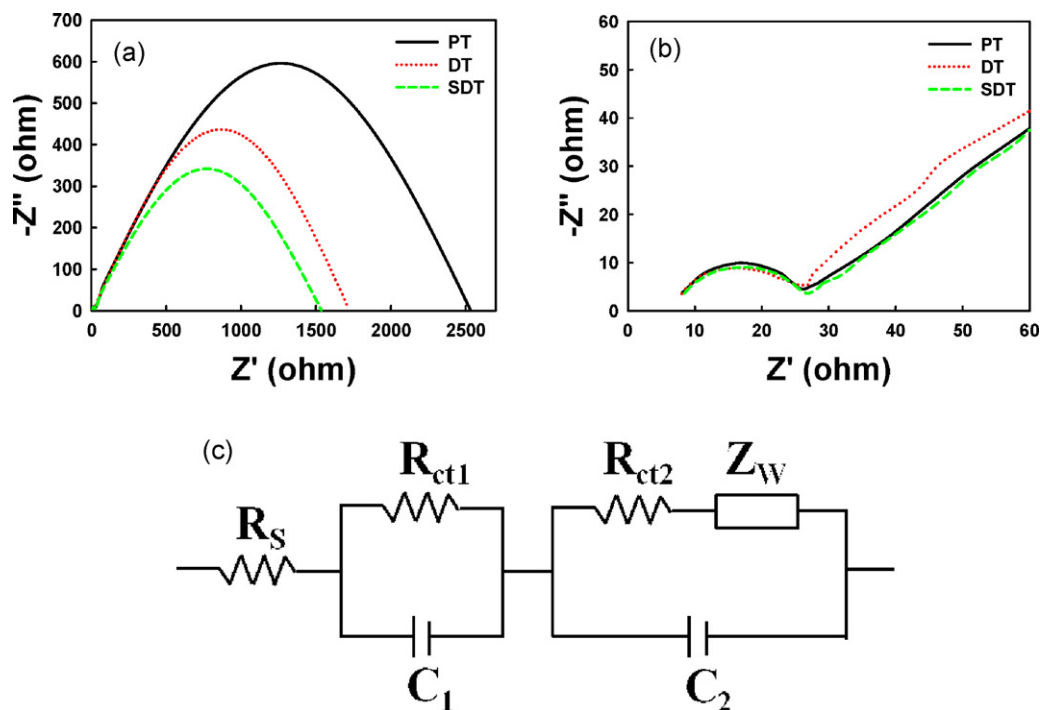 (a)
PT
DT
SDT
700
600
500
400
300
200
100
0
-Z" (ohm)
0 500 1000 1500 2000 2500
Z' (ohm)
(b)
PT
DT
SDT
60
50
40
30
20
10
0
-Z" (ohm)
0 10 20 30 40 50 60
Z' (ohm)
(c)
Rct1
Rct2
ZW
RS
C1
C2